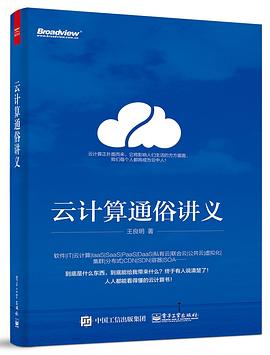 Broadview®
云计算正扑面而来，它将影响人们生活的方方面面，
我们每个人都将成为云中人！
云计算通俗讲义
云计算通俗讲义
王良明 著
软件|IT|云计算|IaaS|SaaS|PaaS|DaaS|私有云|联合云|公共云|虚拟化|
集群|分布式|CDN|SDN|容器|SOA……
到底是什么东西，到底能给我带来什么？终于有人说清楚了！
人人都能看得懂的云计算书！
中国工信出版集团
电子工业出版社